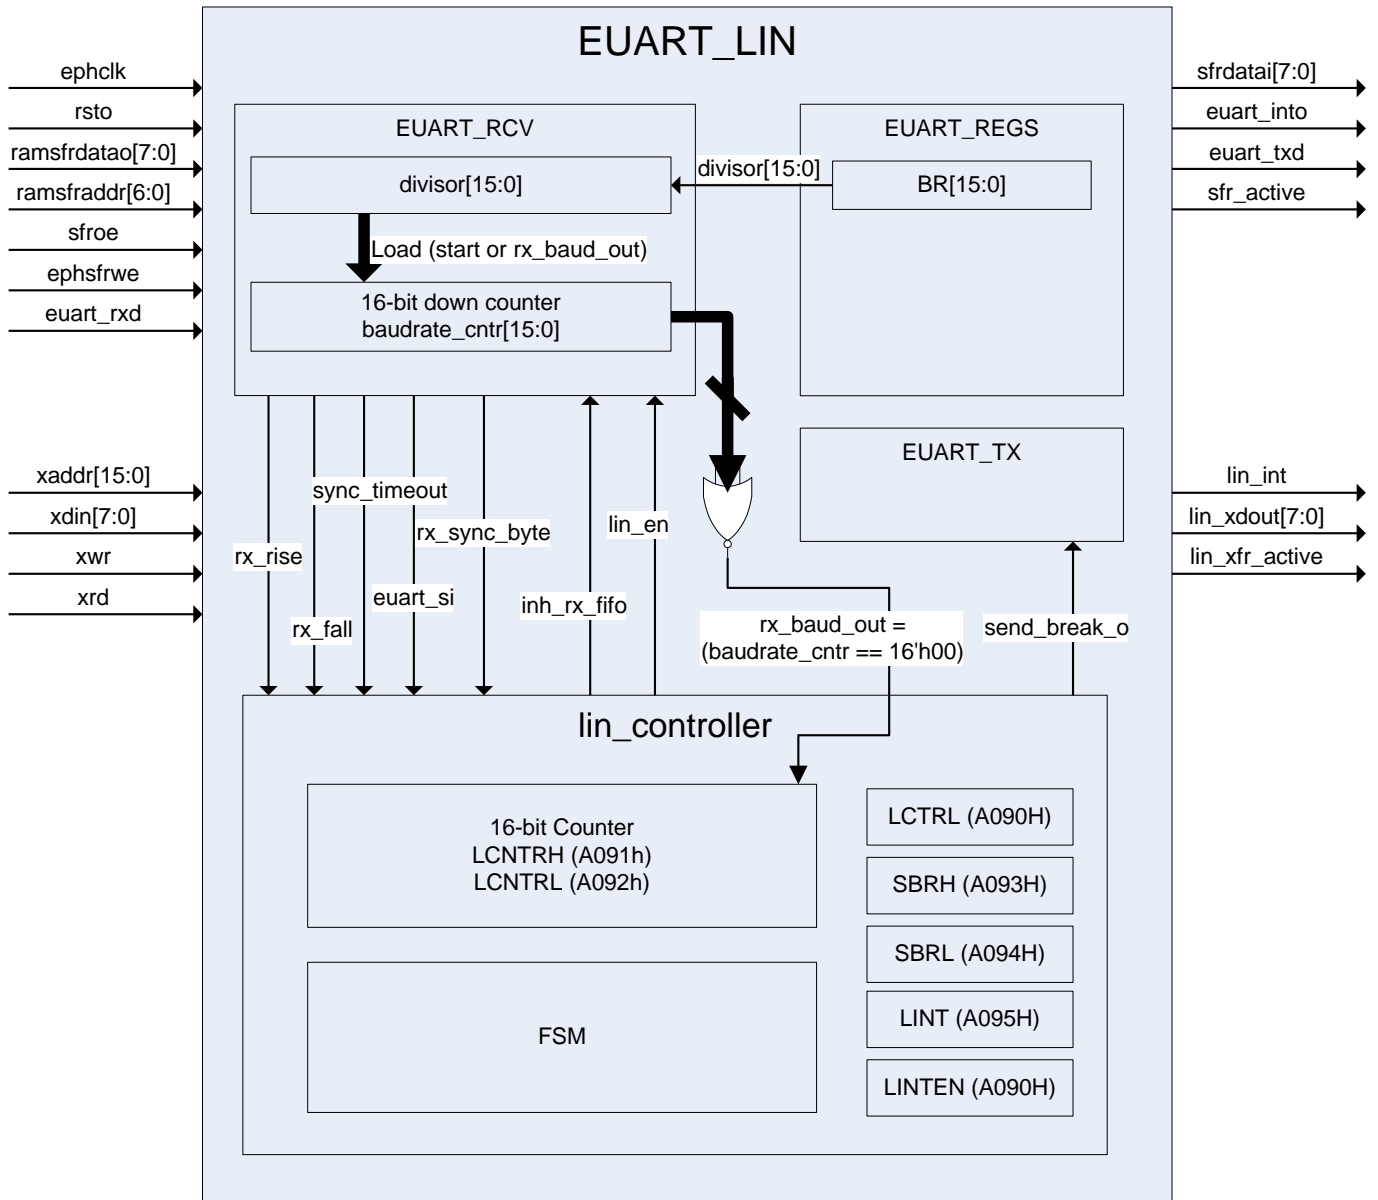 EUART_LIN
ephclk
rsto
ramsfrdatao[7:0]
ramsfraddr[6:0]
sfroe
ephsfrwe
euart_rxd
xaddr[15:0]
xdin[7:0]
xwr
xrd
EUART_RCV
divisor[15:0]
Load (start or rx_baud_out)
16-bit down counter
baudrate_cntr[15:0]
divisor[15:0]
EUART_REGS
BR[15:0]
EUART_TX
sfrdatai[7:0]
euart_into
euart_txd
sfr_active
lin_int
lin_xdout[7:0]
lin_xfr_active
rx_rise
rx_fall
sync_timeout
euart_si
rx_sync_byte
inh_rx_fifo
lin_en
rx_baud_out =
(baudrate_cntr == 16'h00)
send_break_o
lin_controller
16-bit Counter
LCNTRH (A091h)
LCNTRL (A092h)
FSM
LCTRL (A090H)
SBRH (A093H)
SBRL (A094H)
LINT (A095H)
LINTEN (A090H)